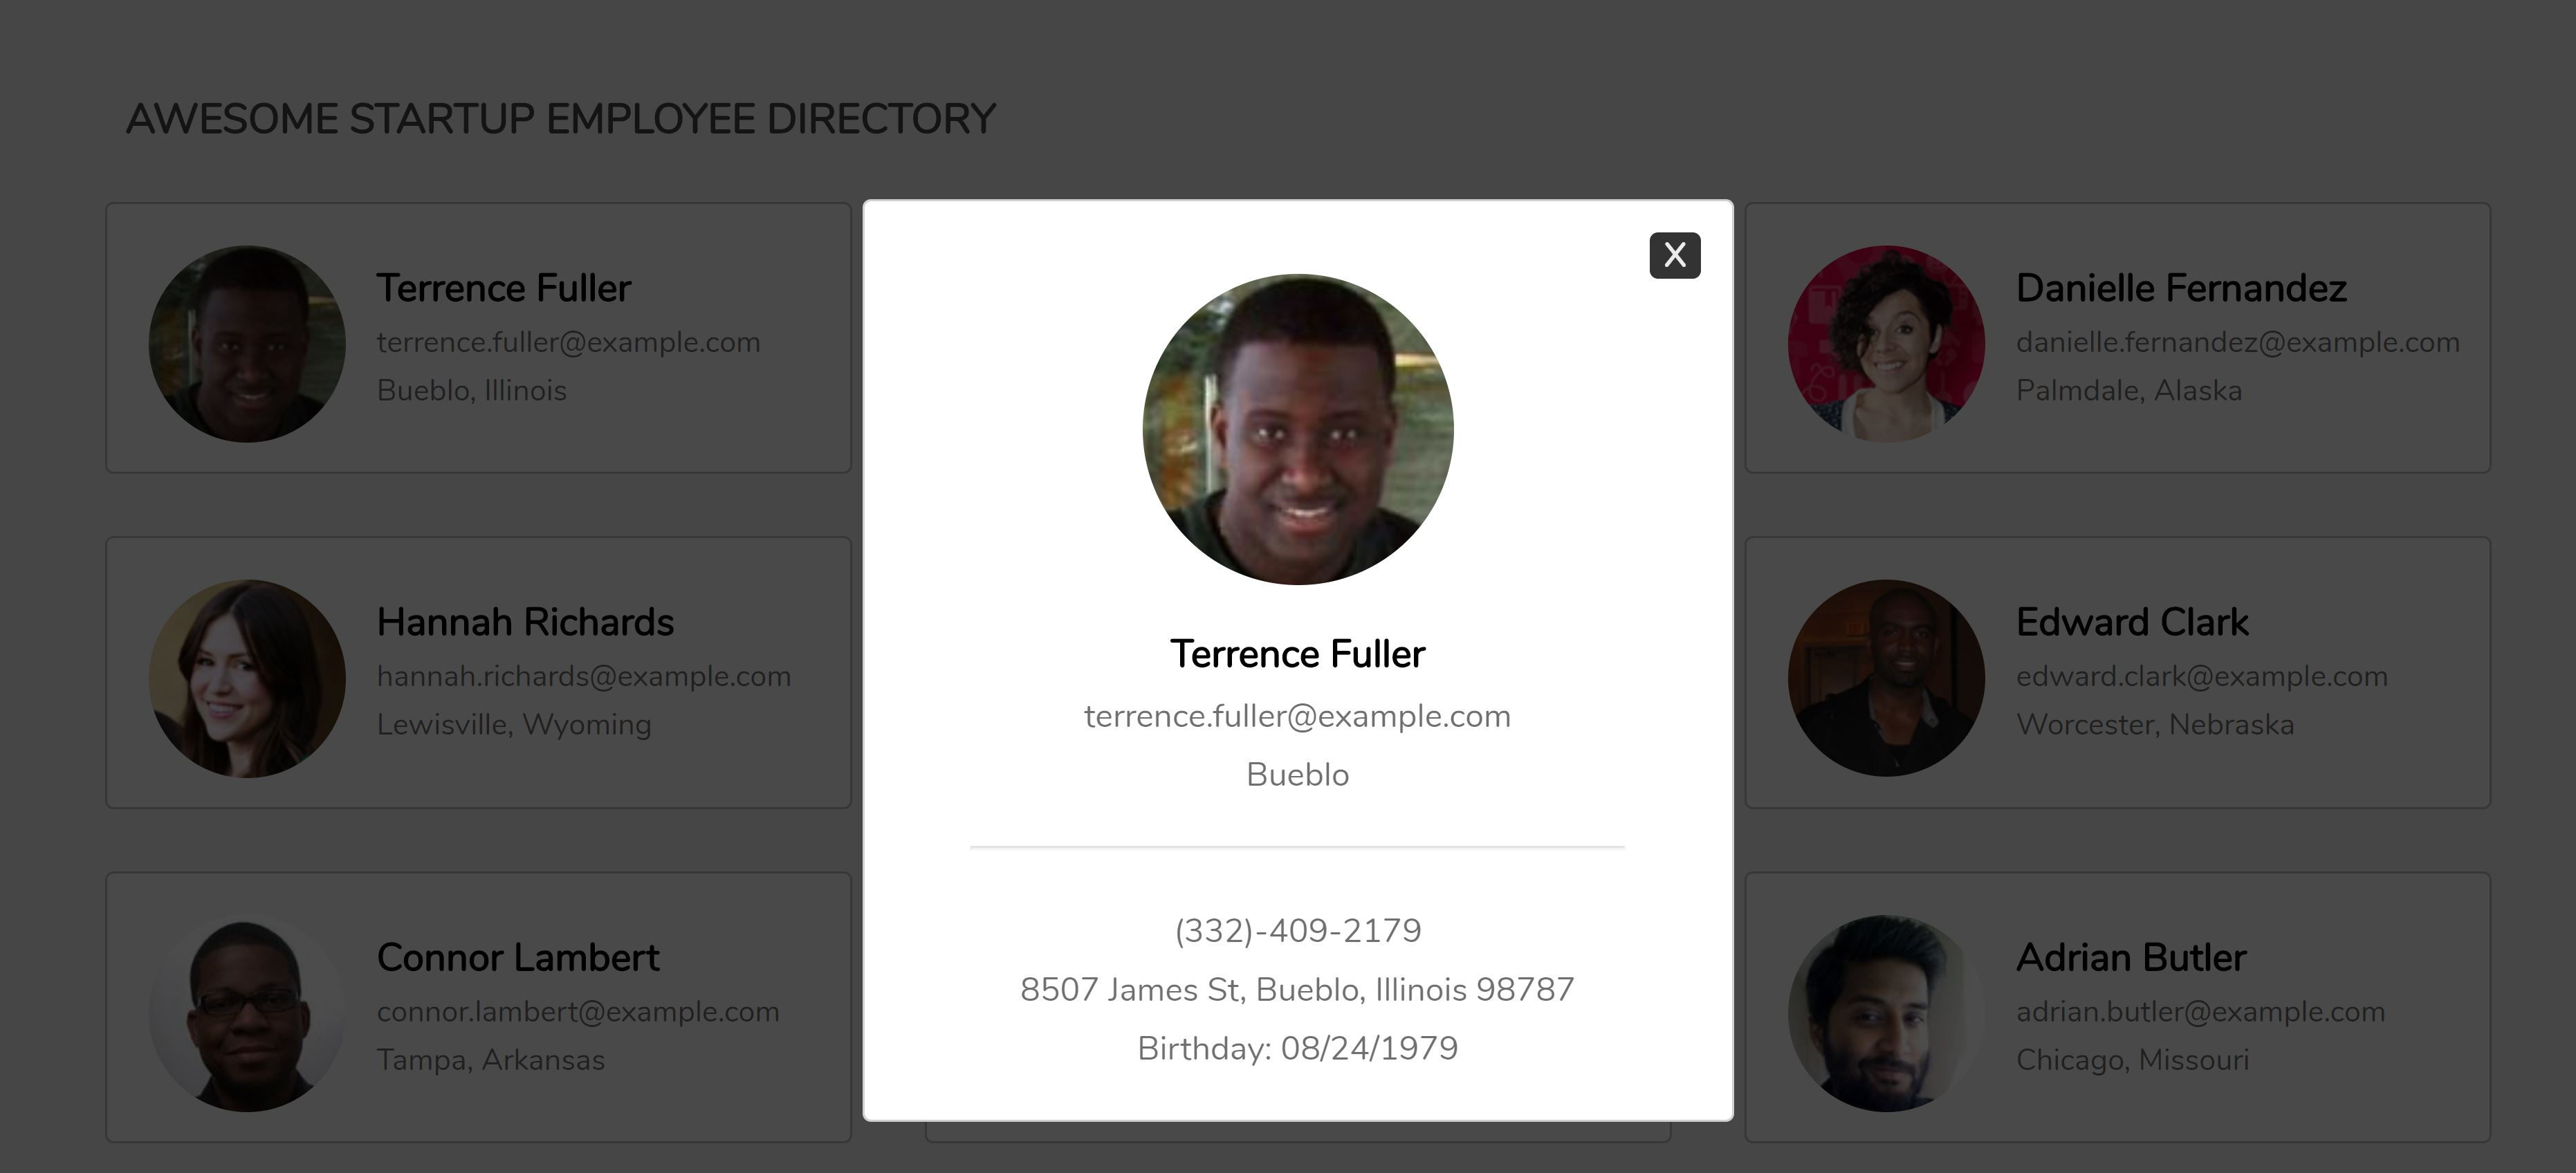 AWESOME STARTUP EMPLOYEE DIRECTORY
Terrence Fuller
terrence.fuller@example.com
Bueblo, Illinois
Hannah Richards
hannah.richards@example.com
Lewisville, Wyoming
Connor Lambert
connor.lambert@example.com
Tampa, Arkansas
X
Terrence Fuller
terrence.fuller@example.com
Bueblo
(332)-409-2179
8507 James St, Bueblo, Illinois 98787
Birthday: 08/24/1979
Danielle Fernandez
danielle.fernandez@example.com
Palmdale, Alaska
Edward Clark
edward.clark@example.com
Worcester, Nebraska
Adrian Butler
adrian.butler@example.com
Chicago, Missouri